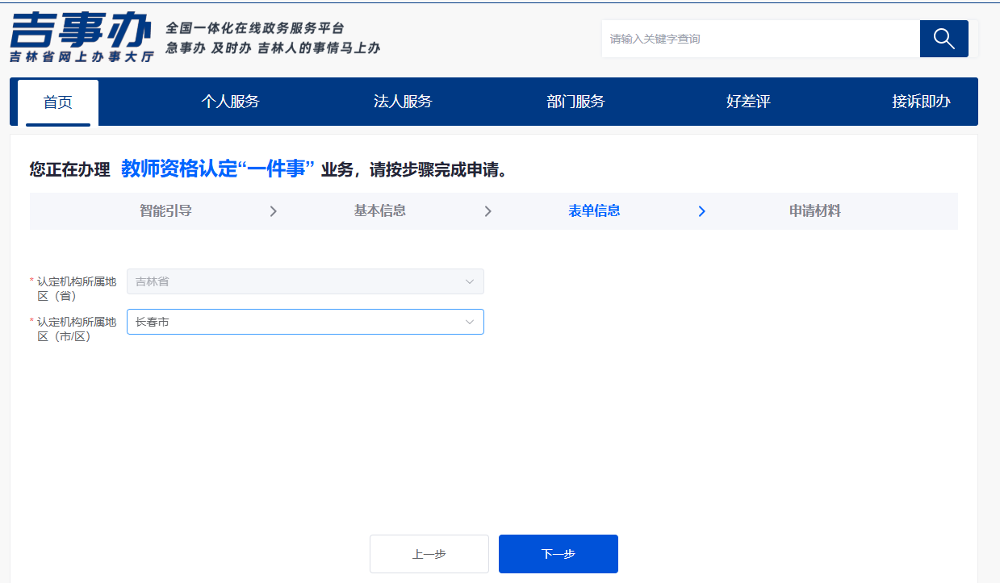 吉事办
吉林省网上办事大厅
全国一体化在线政务服务平台
急事办 及时办 吉林人的事情马上办
请输入关键字查询
首页 个人服务 法人服务 部门服务 好差评 接诉即办
您正在办理 教师资格认定“一件事” 业务，请按步骤完成申请。
智能引导 > 基本信息 > 表单信息 > 申请材料
* 认定机构所属地
区（省）
吉林省
* 认定机构所属地
区（市/区）
长春市
上一步 下一步